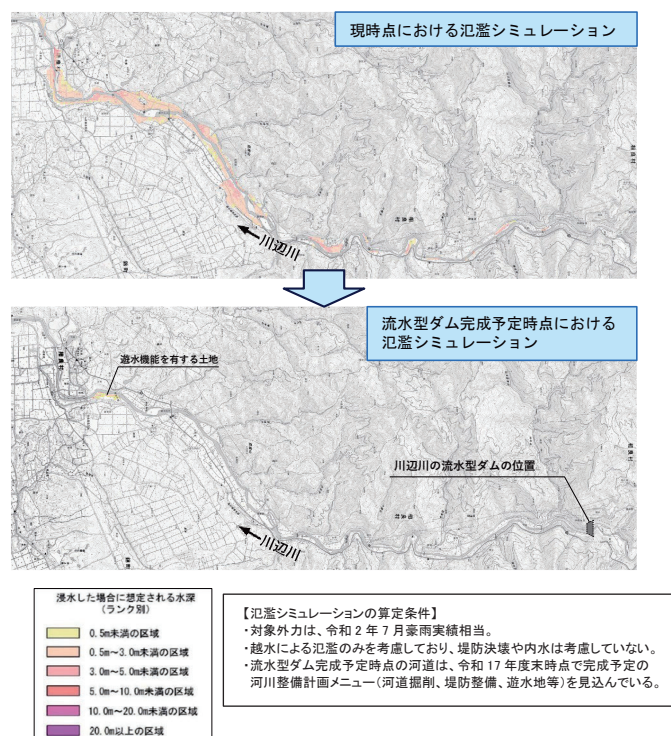 現時点における氾濫シミュレーション
川辺川
流水型ダム完成予定時点における
氾濫シミュレーション
遊水機能を有する土地
川辺川の流水型ダムの位置
川辺川
浸水した場合に想定される水深
(ランク別)
0.5m未満の区域
0.5m~3.0m未満の区域
3.0m~5.0m未満の区域
5.0m~10.0m未満の区域
10.0m~20.0m未満の区域
20.0m以上の区域
【氾濫シミュレーションの算定条件】
・対象外力は、令和2年7月豪雨実績相当。
・越水による氾濫のみを考慮しており、堤防決壊や内水は考慮していない。
・流水型ダム完成予定時点の河道は、令和17年度末時点で完成予定の
河川整備計画メニュー(河道掘削、堤防整備、遊水地等)を見込んでいる。